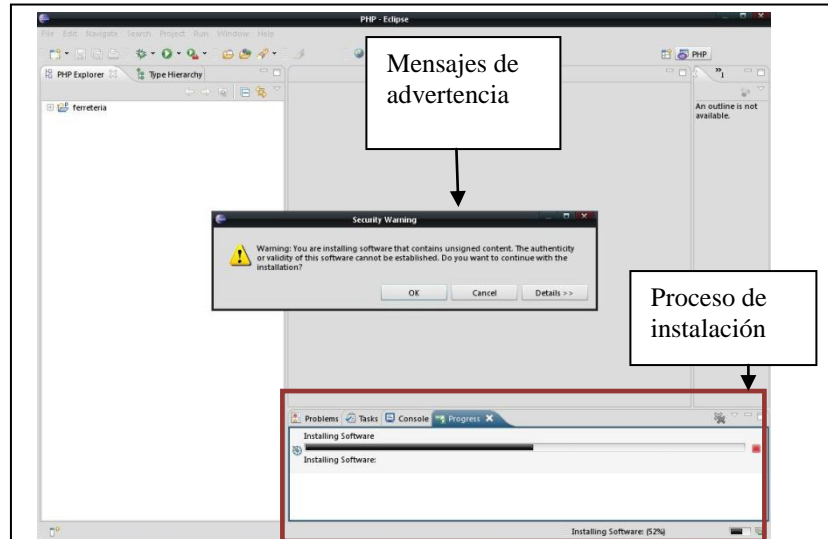 PHP - Eclipse
File Edit Navigate Search Project Run Window Help
PHP
PHP Explorer
Type Hierarchy
ferreteria
An outline is not
available.
Mensajes de
advertencia
Security Warning
Warning: You are installing software that contains unsigned content. The authenticity
or validity of this software cannot be established. Do you want to continue with the
installation?
OK Cancel Details >>
Proceso de
instalación
Problems Tasks Console Progress
Installing Software
Installing Software:
Installing Software: (52%)